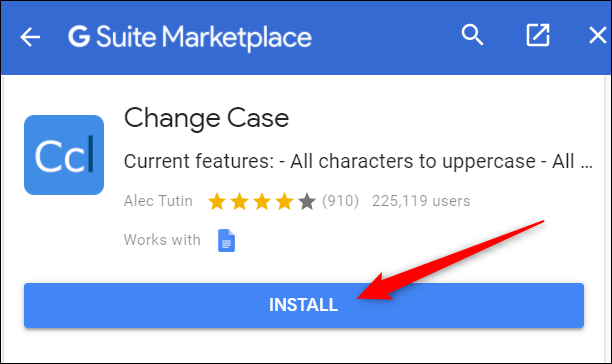 G Suite Marketplace
Change Case
Ccl
Current features: - All characters to uppercase - All ...
Alec Tutin (910) 225,119 users
Works with
INSTALL